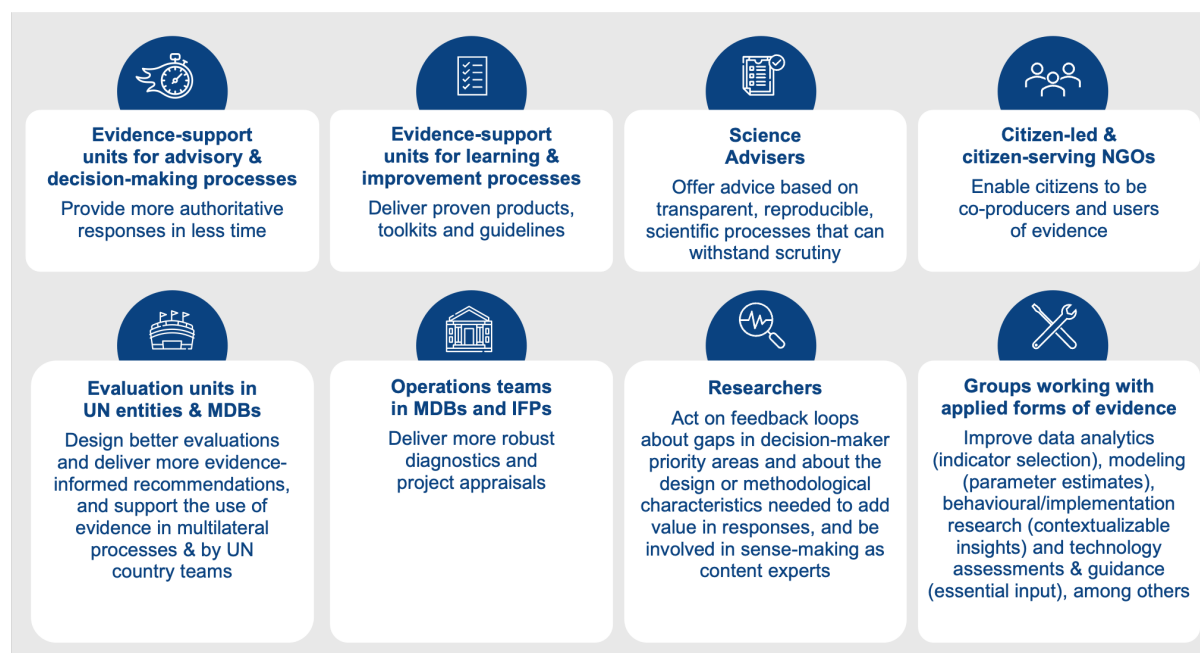 Evidence-support
units for advisory &
decision-making processes
Provide more authoritative
responses in less time
Evidence-support
units for learning &
improvement processes
Deliver proven products,
toolkits and guidelines
Science
Advisers
Offer advice based on
transparent, reproducible,
scientific processes that can
withstand scrutiny
Citizen-led &
citizen-serving NGOs
Enable citizens to be
co-producers and users
of evidence
Evaluation units in
UN entities & MDBs
Design better evaluations
and deliver more evidence-
informed recommendations,
and support the use of
evidence in multilateral
processes & by UN
country teams
Operations teams
in MDBs and IFPs
Deliver more robust
diagnostics and
project appraisals
Researchers
Act on feedback loops
about gaps in decision-maker
priority areas and about the
design or methodological
characteristics needed to add
value in responses, and be
involved in sense-making as
content experts
Groups working with
applied forms of evidence
Improve data analytics
(indicator selection), modeling
(parameter estimates),
behavioural/implementation
research (contextualizable
insights) and technology
assessments & guidance
(essential input), among others